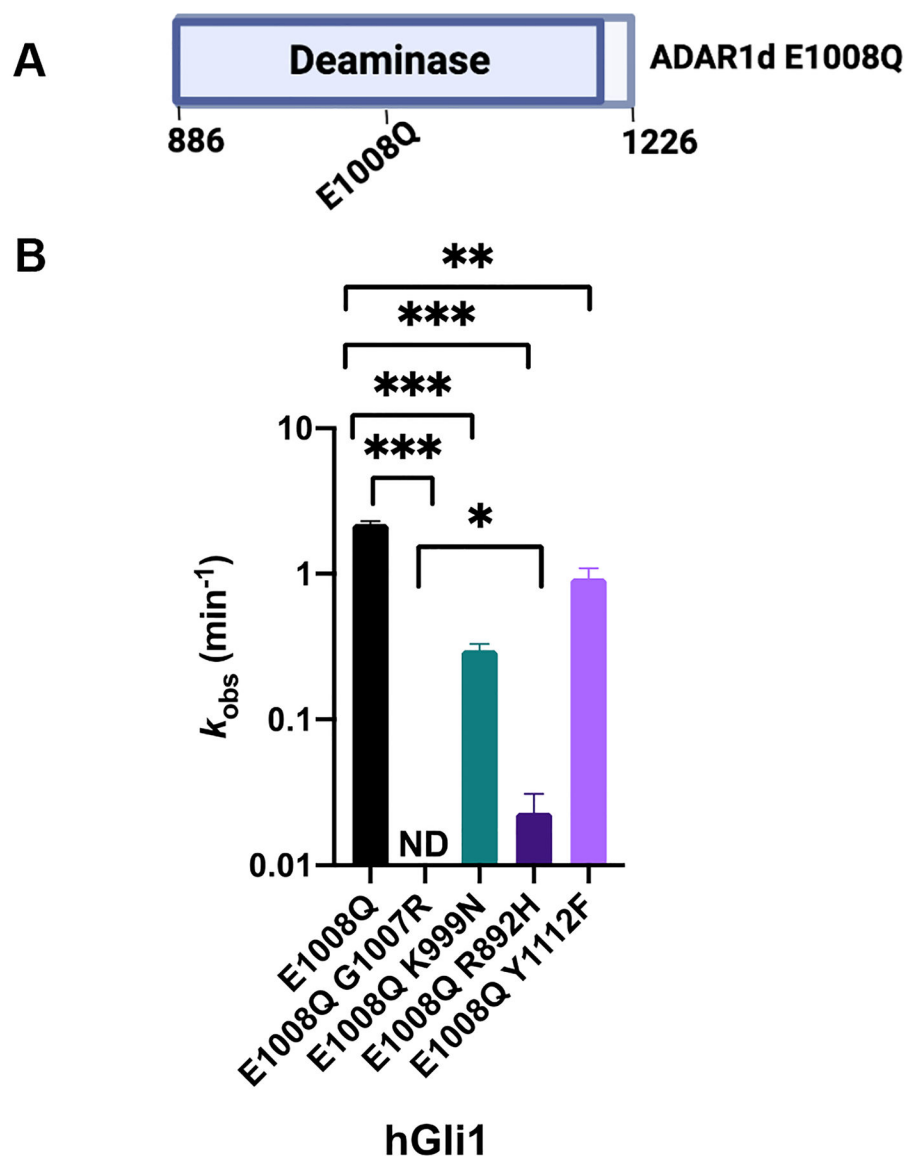 A
Deaminase
ADAR1d E1008Q
886
E1008Q
1226
B
**
***
***
***
*
10
1
0.1
0.01
kobs (min-1)
ND
E1008Q
E1008Q G1007R
E1008Q K999N
E1008Q R892H
E1008Q Y1112F
hGli1